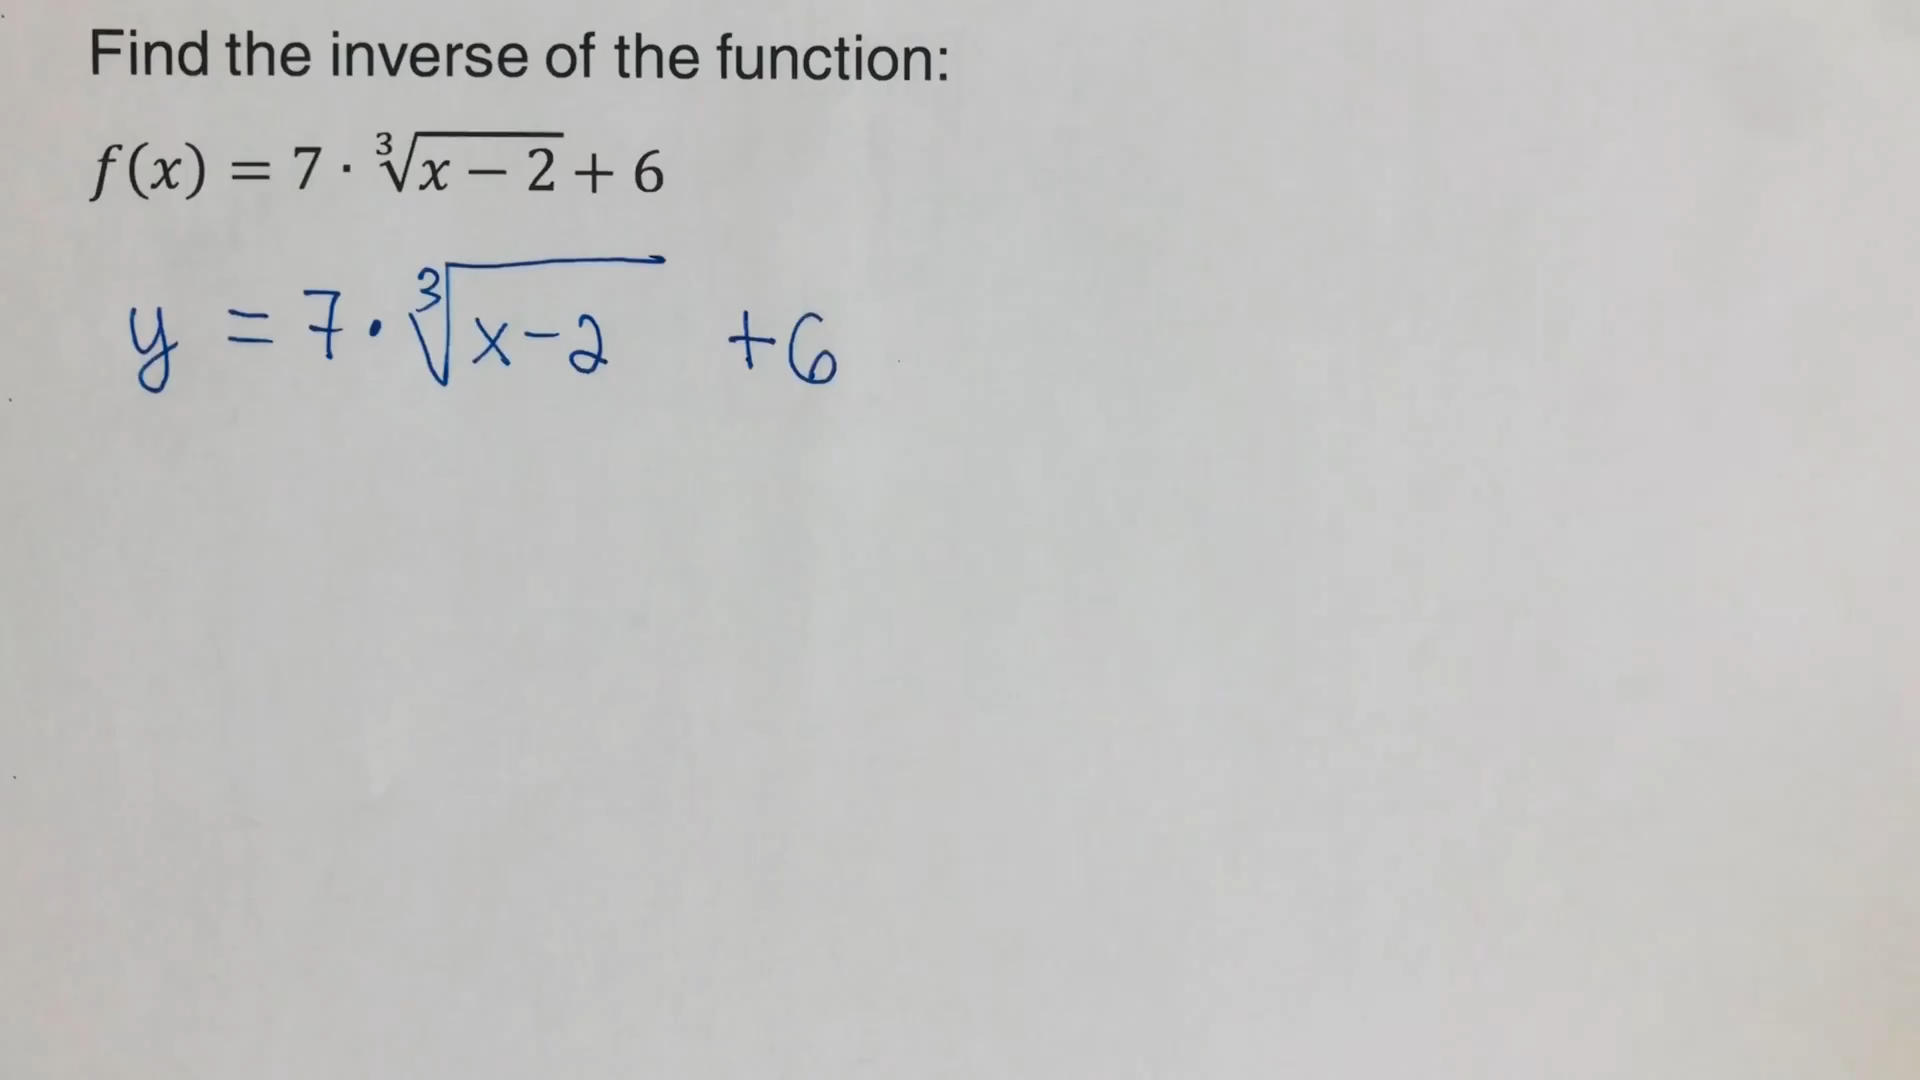 Find the inverse of the function:
f(x) = 7 · ∛(x − 2) + 6
y = 7 · ∛(x-2) +6